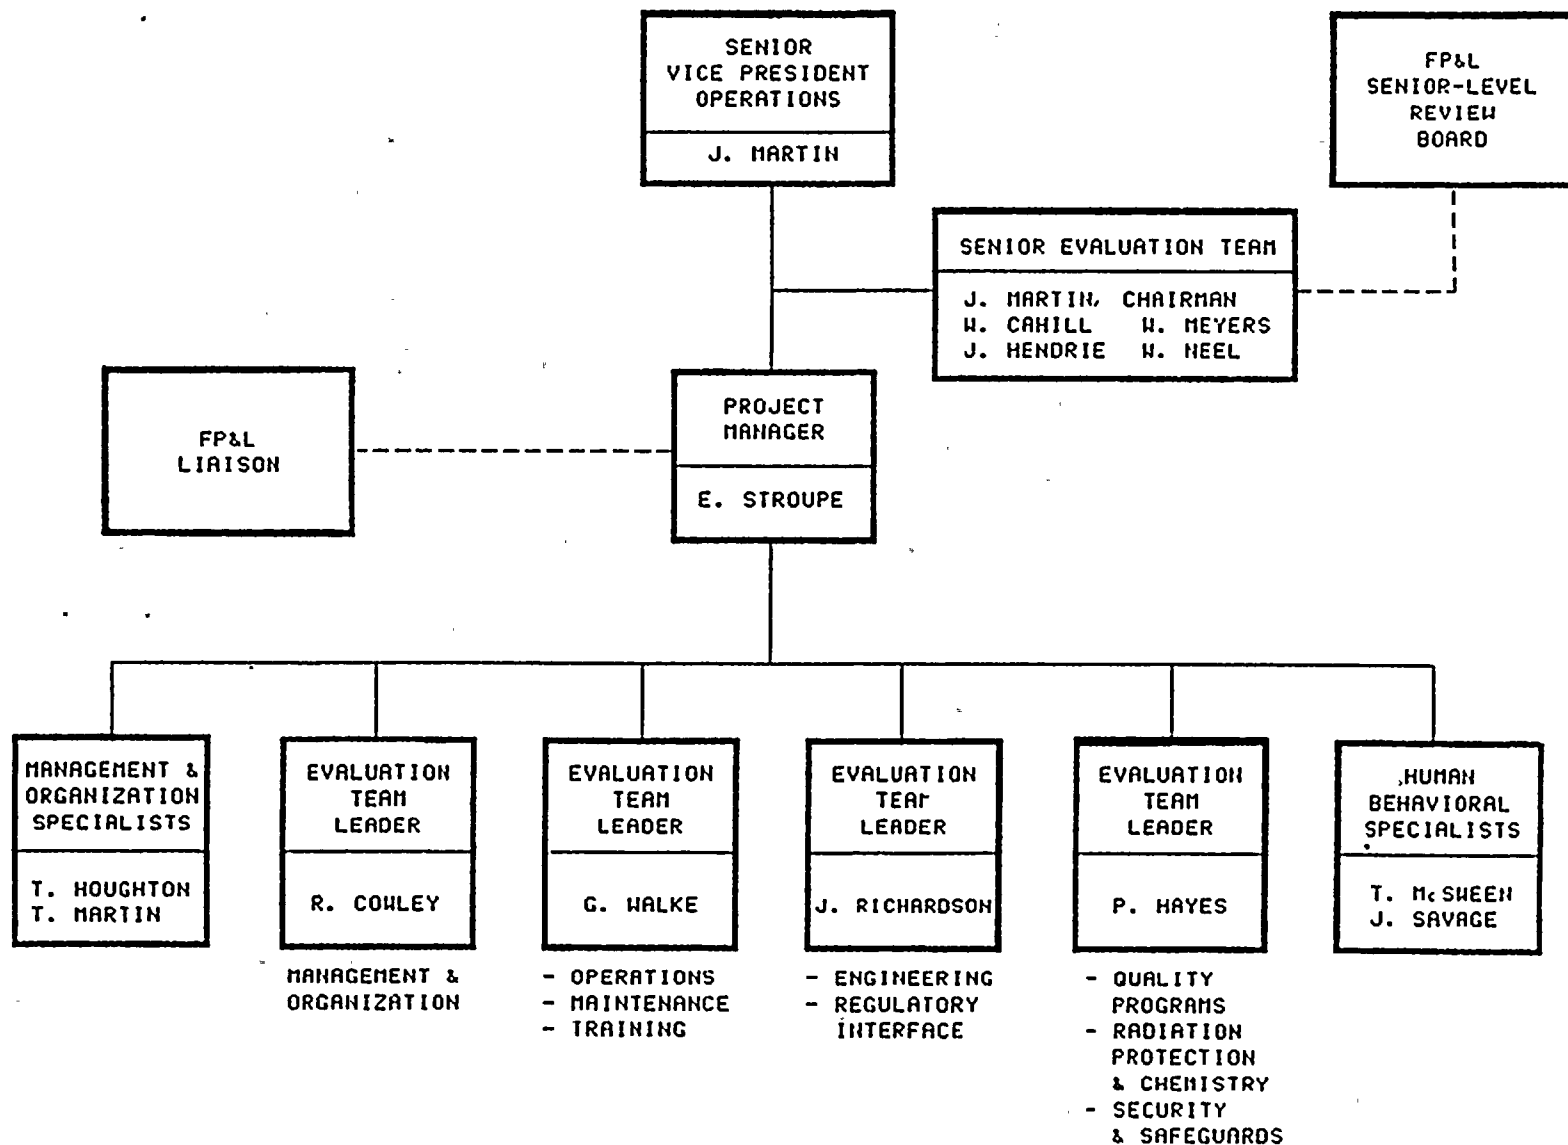 SENIOR
VICE PRESIDENT
OPERATIONS
J. MARTIN
FP&L
SENIOR-LEVEL
REVIEW
BOARD
SENIOR EVALUATION TEAM
J. MARTIN, CHAIRMAN
W. CAHILL W. MEYERS
J. HENDRIE W. NEEL
FP&L
LIAISON
PROJECT
MANAGER
E. STROUPE
MANAGEMENT &
ORGANIZATION
SPECIALISTS
T. HOUGHTON
T. MARTIN
EVALUATION
TEAM
LEADER
R. COWLEY
MANAGEMENT &
ORGANIZATION
EVALUATION
TEAM
LEADER
G. WALKE
- OPERATIONS
- MAINTENANCE
- TRAINING
EVALUATION
TEAM
LEADER
J. RICHARDSON
- ENGINEERING
- REGULATORY
INTERFACE
EVALUATION
TEAM
LEADER
P. HAYES
- QUALITY
PROGRAMS
- RADIATION
PROTECTION
& CHEMISTRY
- SECURITY
& SAFEGUARDS
HUMAN
BEHAVIORAL
SPECIALISTS
T. McSWEEN
J. SAVAGE